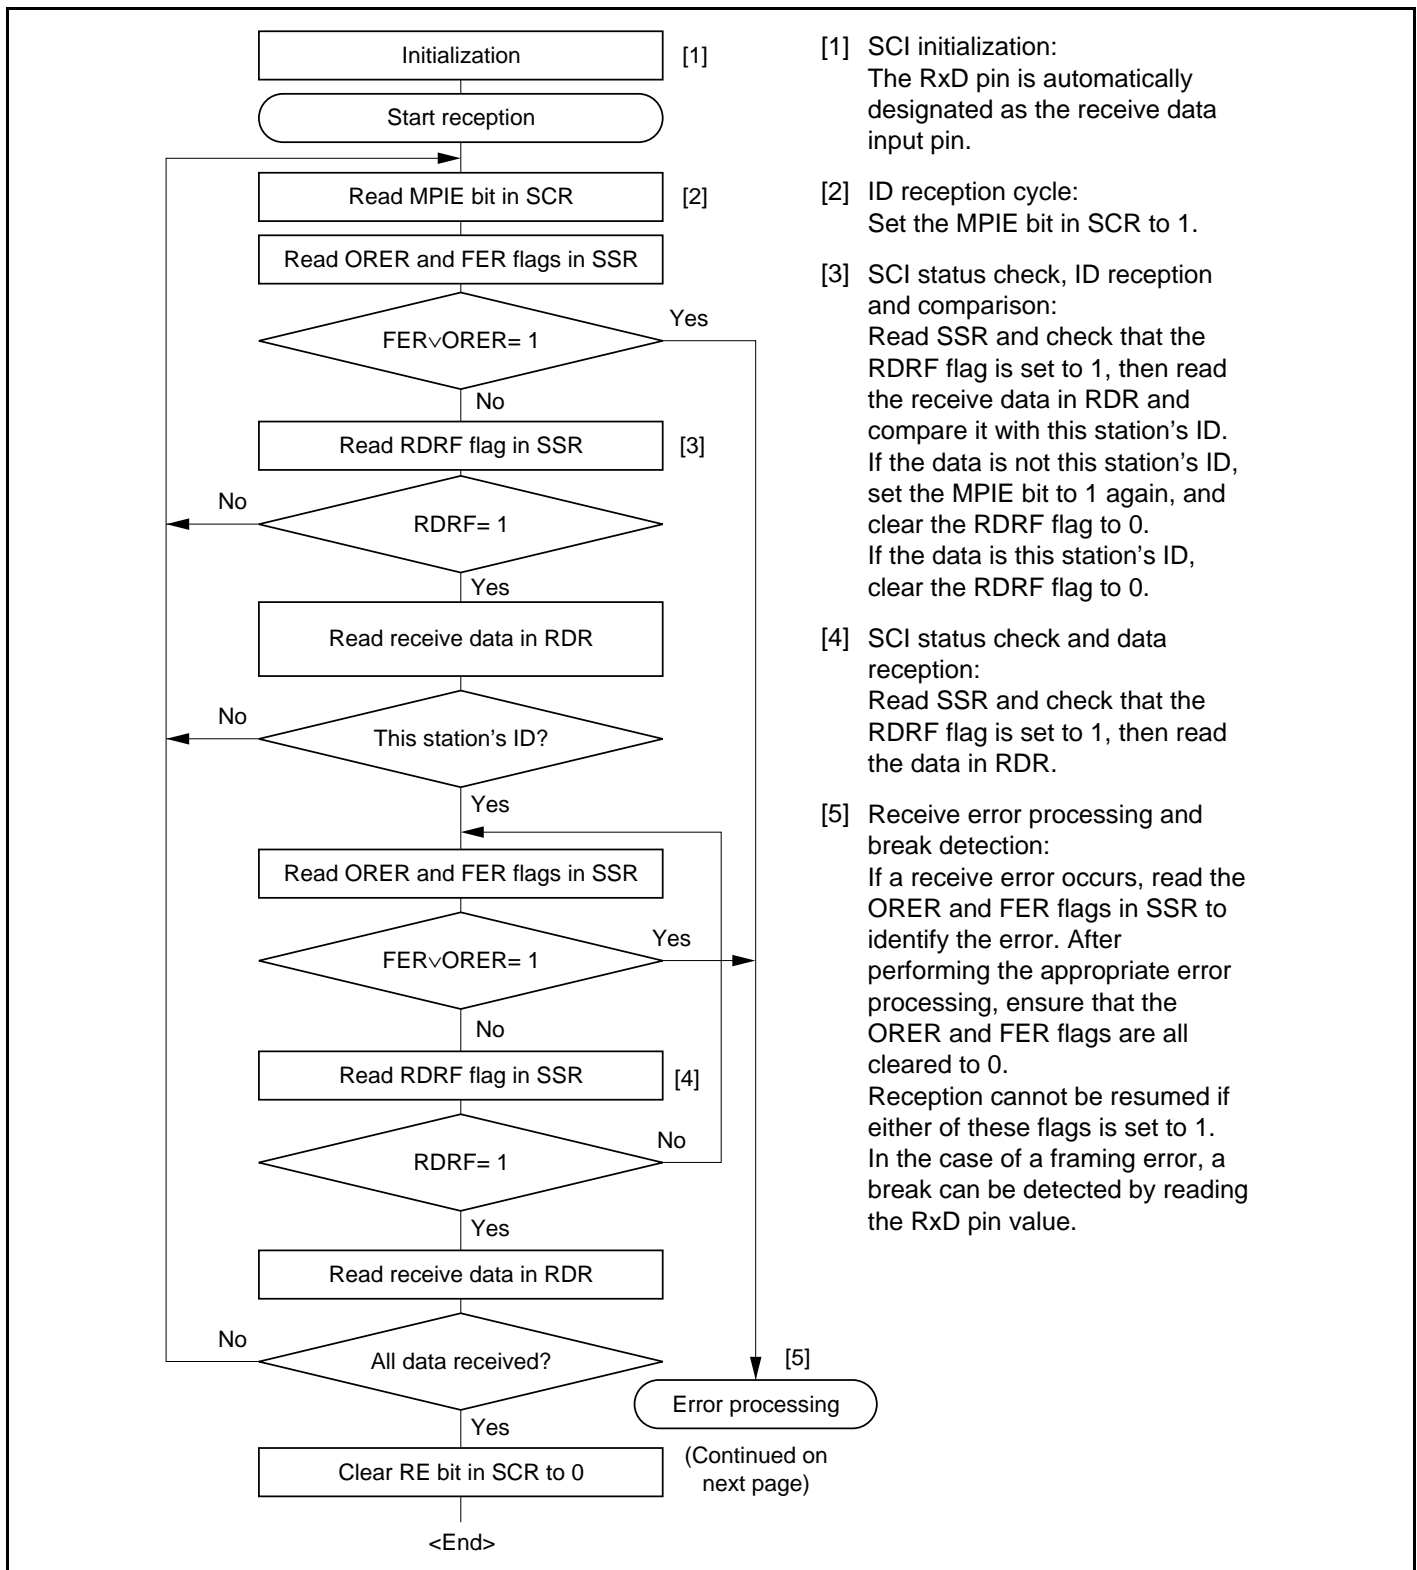 Initialization
[1]
Start reception
Read MPIE bit in SCR
[2]
Read ORER and FER flags in SSR
FER∨ORER= 1
Yes
No
Read RDRF flag in SSR
[3]
No
RDRF= 1
Yes
Read receive data in RDR
No
This station's ID?
Yes
Read ORER and FER flags in SSR
FER∨ORER= 1
Yes
No
Read RDRF flag in SSR
[4]
No
RDRF= 1
Yes
Read receive data in RDR
No
All data received?
[5]
Error processing
Yes
(Continued on
next page)
Clear RE bit in SCR to 0
<End>
[1] SCI initialization:
The RxD pin is automatically
designated as the receive data
input pin.
[2] ID reception cycle:
Set the MPIE bit in SCR to 1.
[3] SCI status check, ID reception
and comparison:
Read SSR and check that the
RDRF flag is set to 1, then read
the receive data in RDR and
compare it with this station's ID.
If the data is not this station's ID,
set the MPIE bit to 1 again, and
clear the RDRF flag to 0.
If the data is this station's ID,
clear the RDRF flag to 0.
[4] SCI status check and data
reception:
Read SSR and check that the
RDRF flag is set to 1, then read
the data in RDR.
[5] Receive error processing and
break detection:
If a receive error occurs, read the
ORER and FER flags in SSR to
identify the error. After
performing the appropriate error
processing, ensure that the
ORER and FER flags are all
cleared to 0.
Reception cannot be resumed if
either of these flags is set to 1.
In the case of a framing error, a
break can be detected by reading
the RxD pin value.